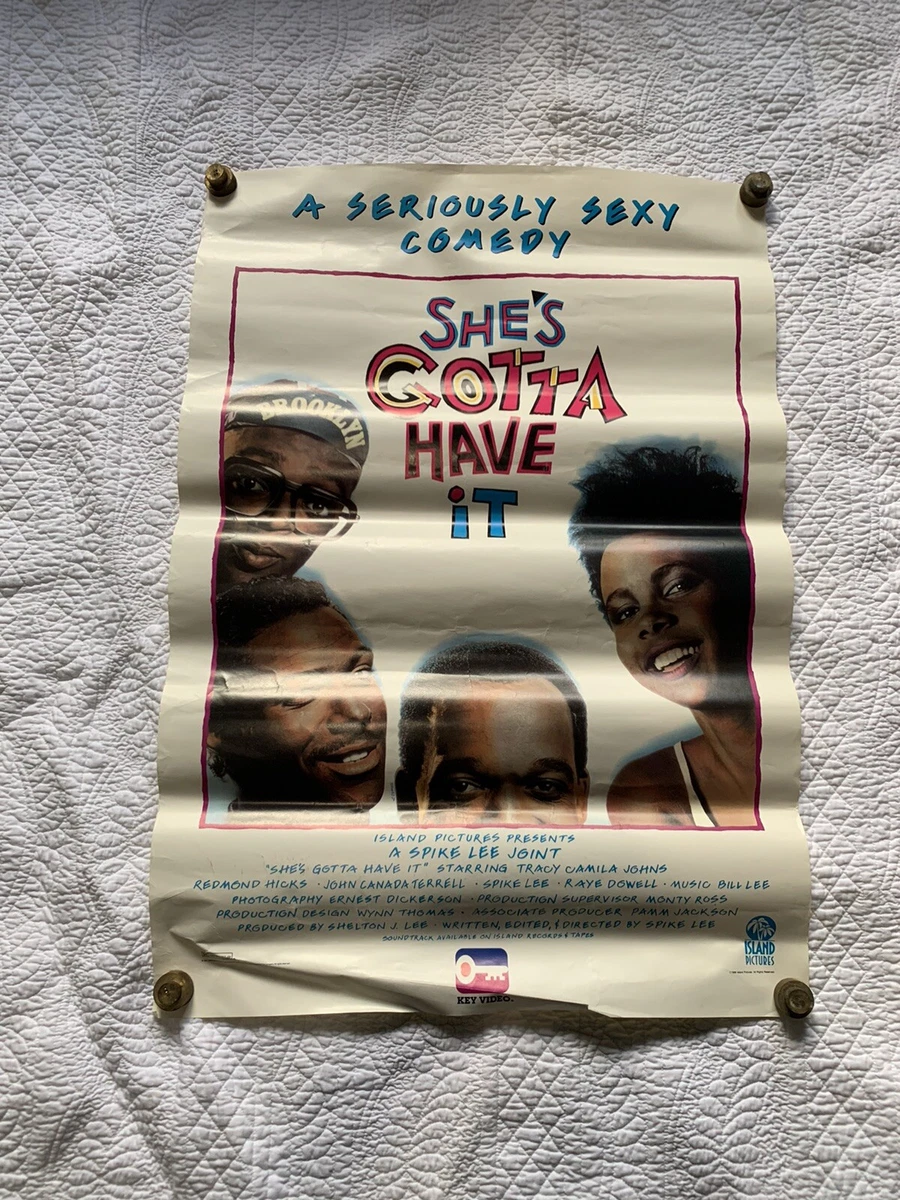 A SERIOUSLY SEXY
COMEDY
SHE'S
GOTTA
HAVE
iT
BROOKLYN
ISLAND PICTURES PRESENTS
A SPIKE LEE JOINT
"SHE'S GOTTA HAVE IT" STARRING TRACY CAMILA JOHNS
REDMOND HICKS · JOHN CANADA TERRELL · SPIKE LEE · RAYE DOWELL · MUSIC BILL LEE
PHOTOGRAPHY ERNEST DICKERSON · PRODUCTION SUPERVISOR MONTY ROSS
PRODUCTION DESIGN WYNN THOMAS · ASSOCIATE PRODUCER PAMM JACKSON
PRODUCED BY SHELTON J. LEE · WRITTEN, EDITED, & DIRECTED BY SPIKE LEE
SOUNDTRACK AVAILABLE ON ISLAND RECORDS & TAPES
ISLAND
PICTURES
KEY VIDEO